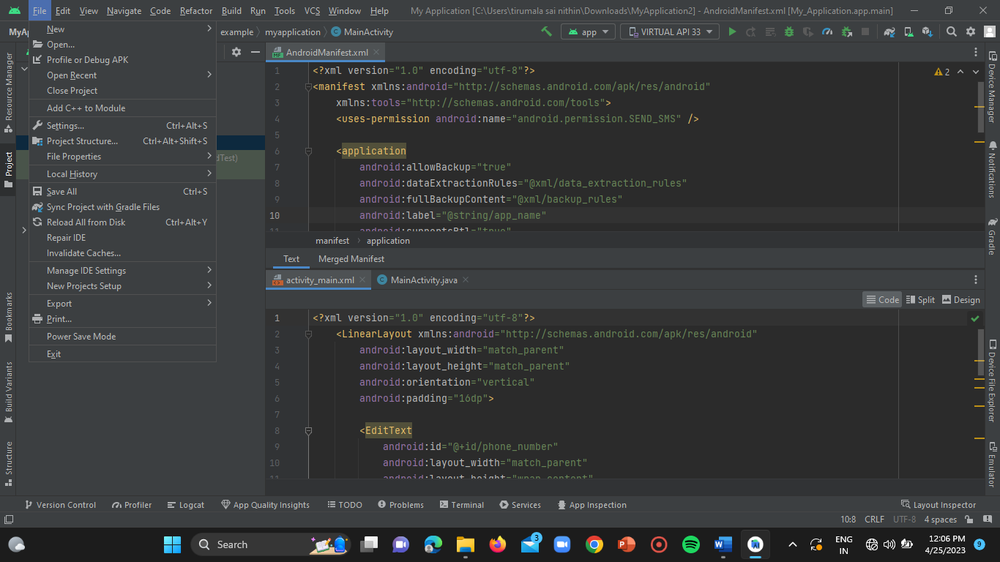 File Edit View Navigate Code Refactor Build Run Tools VCS Window Help My Application [C:\Users\tirumala sai nithin\Downloads\MyApplication2] - AndroidManifest.xml [My_Application.app.main]
MyAp example myapplication MainActivity app VIRTUAL API 33
New
Open...
Profile or Debug APK
Open Recent
Close Project
Add C++ to Module
Settings... Ctrl+Alt+S
Project Structure... Ctrl+Alt+Shift+S
File Properties
Local History
Save All Ctrl+S
Sync Project with Gradle Files
Reload All from Disk Ctrl+Alt+Y
Repair IDE
Invalidate Caches...
Manage IDE Settings
New Projects Setup
Export
Print...
Power Save Mode
Exit
dTest)
Resource Manager
Project
Bookmarks
Build Variants
Structure
AndroidManifest.xml
2
1 <?xml version="1.0" encoding="utf-8"?>
2 <manifest xmlns:android="http://schemas.android.com/apk/res/android"
3 xmlns:tools="http://schemas.android.com/tools">
4 <uses-permission android:name="android.permission.SEND_SMS" />
5
6 <application
7 android:allowBackup="true"
8 android:dataExtractionRules="@xml/data_extraction_rules"
9 android:fullBackupContent="@xml/backup_rules"
10 android:label="@string/app_name"
11 android:supportsRtl="true"
manifest application
Text Merged Manifest
activity_main.xml MainActivity.java
Code Split Design
1 <?xml version="1.0" encoding="utf-8"?>
2 <LinearLayout xmlns:android="http://schemas.android.com/apk/res/android"
3 android:layout_width="match_parent"
4 android:layout_height="match_parent"
5 android:orientation="vertical"
6 android:padding="16dp">
7
8 <EditText
9 android:id="@+id/phone_number"
10 android:layout_width="match_parent"
11 android:layout_height="wrap_content"
Device Manager
Notifications
Gradle
Device File Explorer
Emulator
Version Control Profiler Logcat App Quality Insights TODO Problems Terminal Services App Inspection Layout Inspector
10:8 CRLF UTF-8 4 spaces
Search 3 ENG 12:06 PM
IN 4/25/2023 9